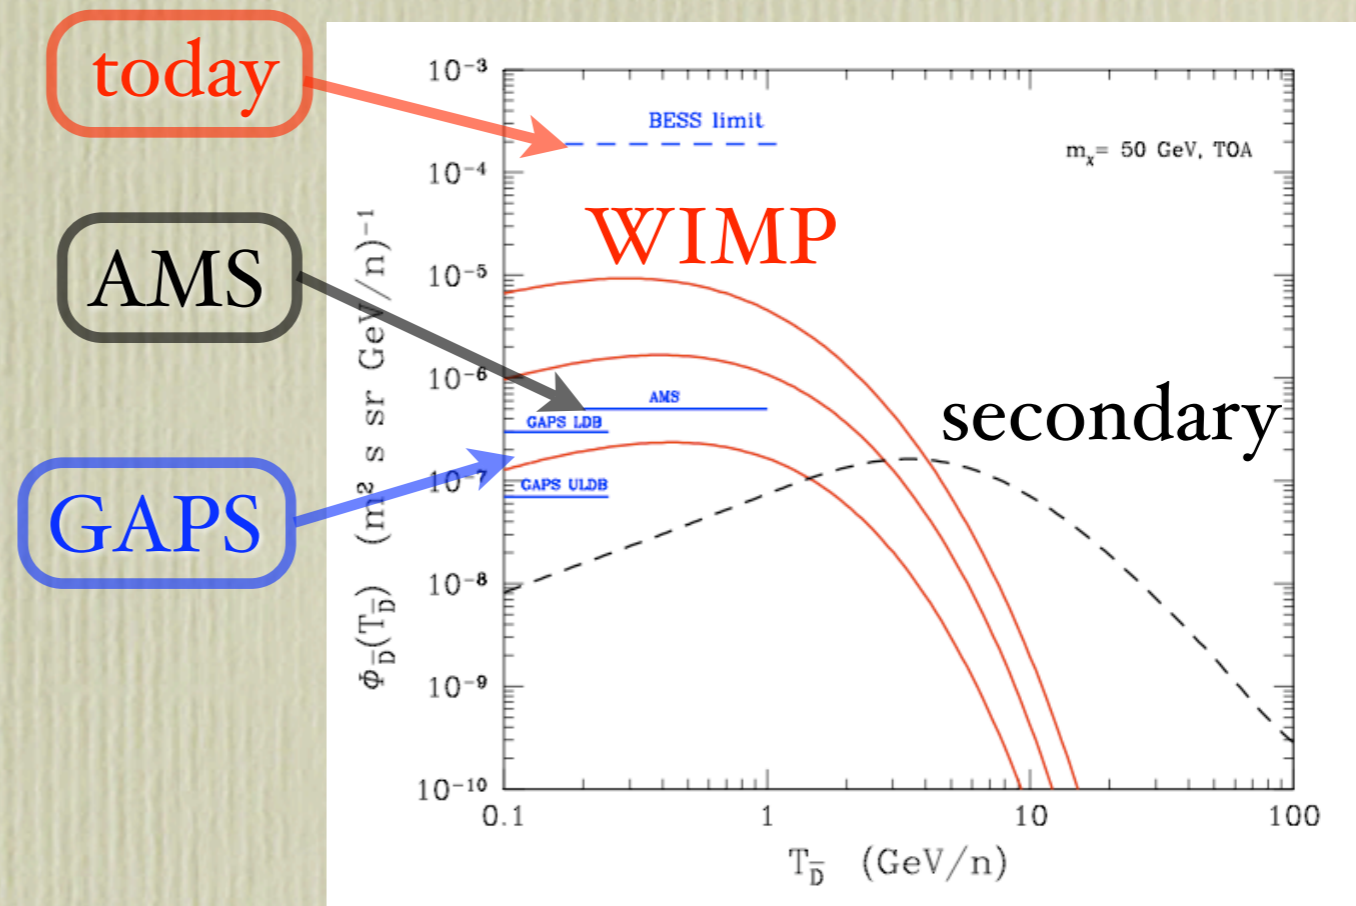 today
AMS
GAPS
10⁻³
10⁻⁴
10⁻⁵
10⁻⁶
10⁻⁷
10⁻⁸
10⁻⁹
10⁻¹⁰
Φ_D̅(T_D̅) (m² s sr GeV/n)⁻¹
BESS limit
m_χ= 50 GeV, TOA
WIMP
AMS
GAPS LDB
secondary
GAPS ULDB
0.1 1 10 100
T_D̅ (GeV/n)